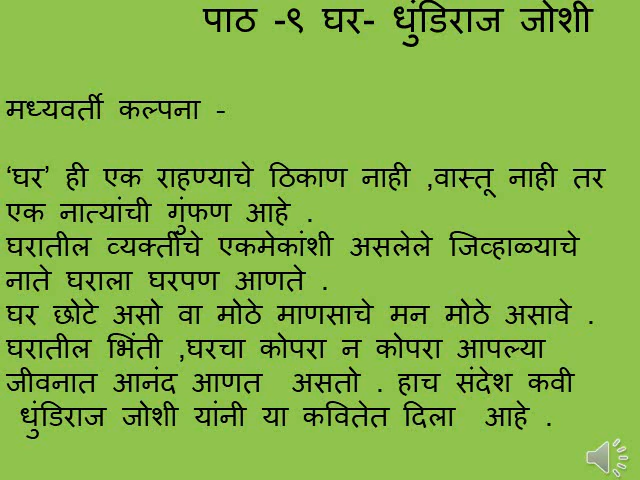 पाठ -९ घर- धुंडिराज जोशी
मध्यवर्ती कल्पना -
‘घर’ ही एक राहण्याचे ठिकाण नाही ,वास्तू नाही तर
एक नात्यांची गुंफण आहे .
घरातील व्यक्तींचे एकमेकांशी असलेले जिव्हाळ्याचे
नाते घराला घरपण आणते .
घर छोटे असो वा मोठे माणसाचे मन मोठे असावे .
घरातील भिंती ,घरचा कोपरा न कोपरा आपल्या
जीवनात आनंद आणत असतो . हाच संदेश कवी
धुंडिराज जोशी यांनी या कवितेत दिला आहे .